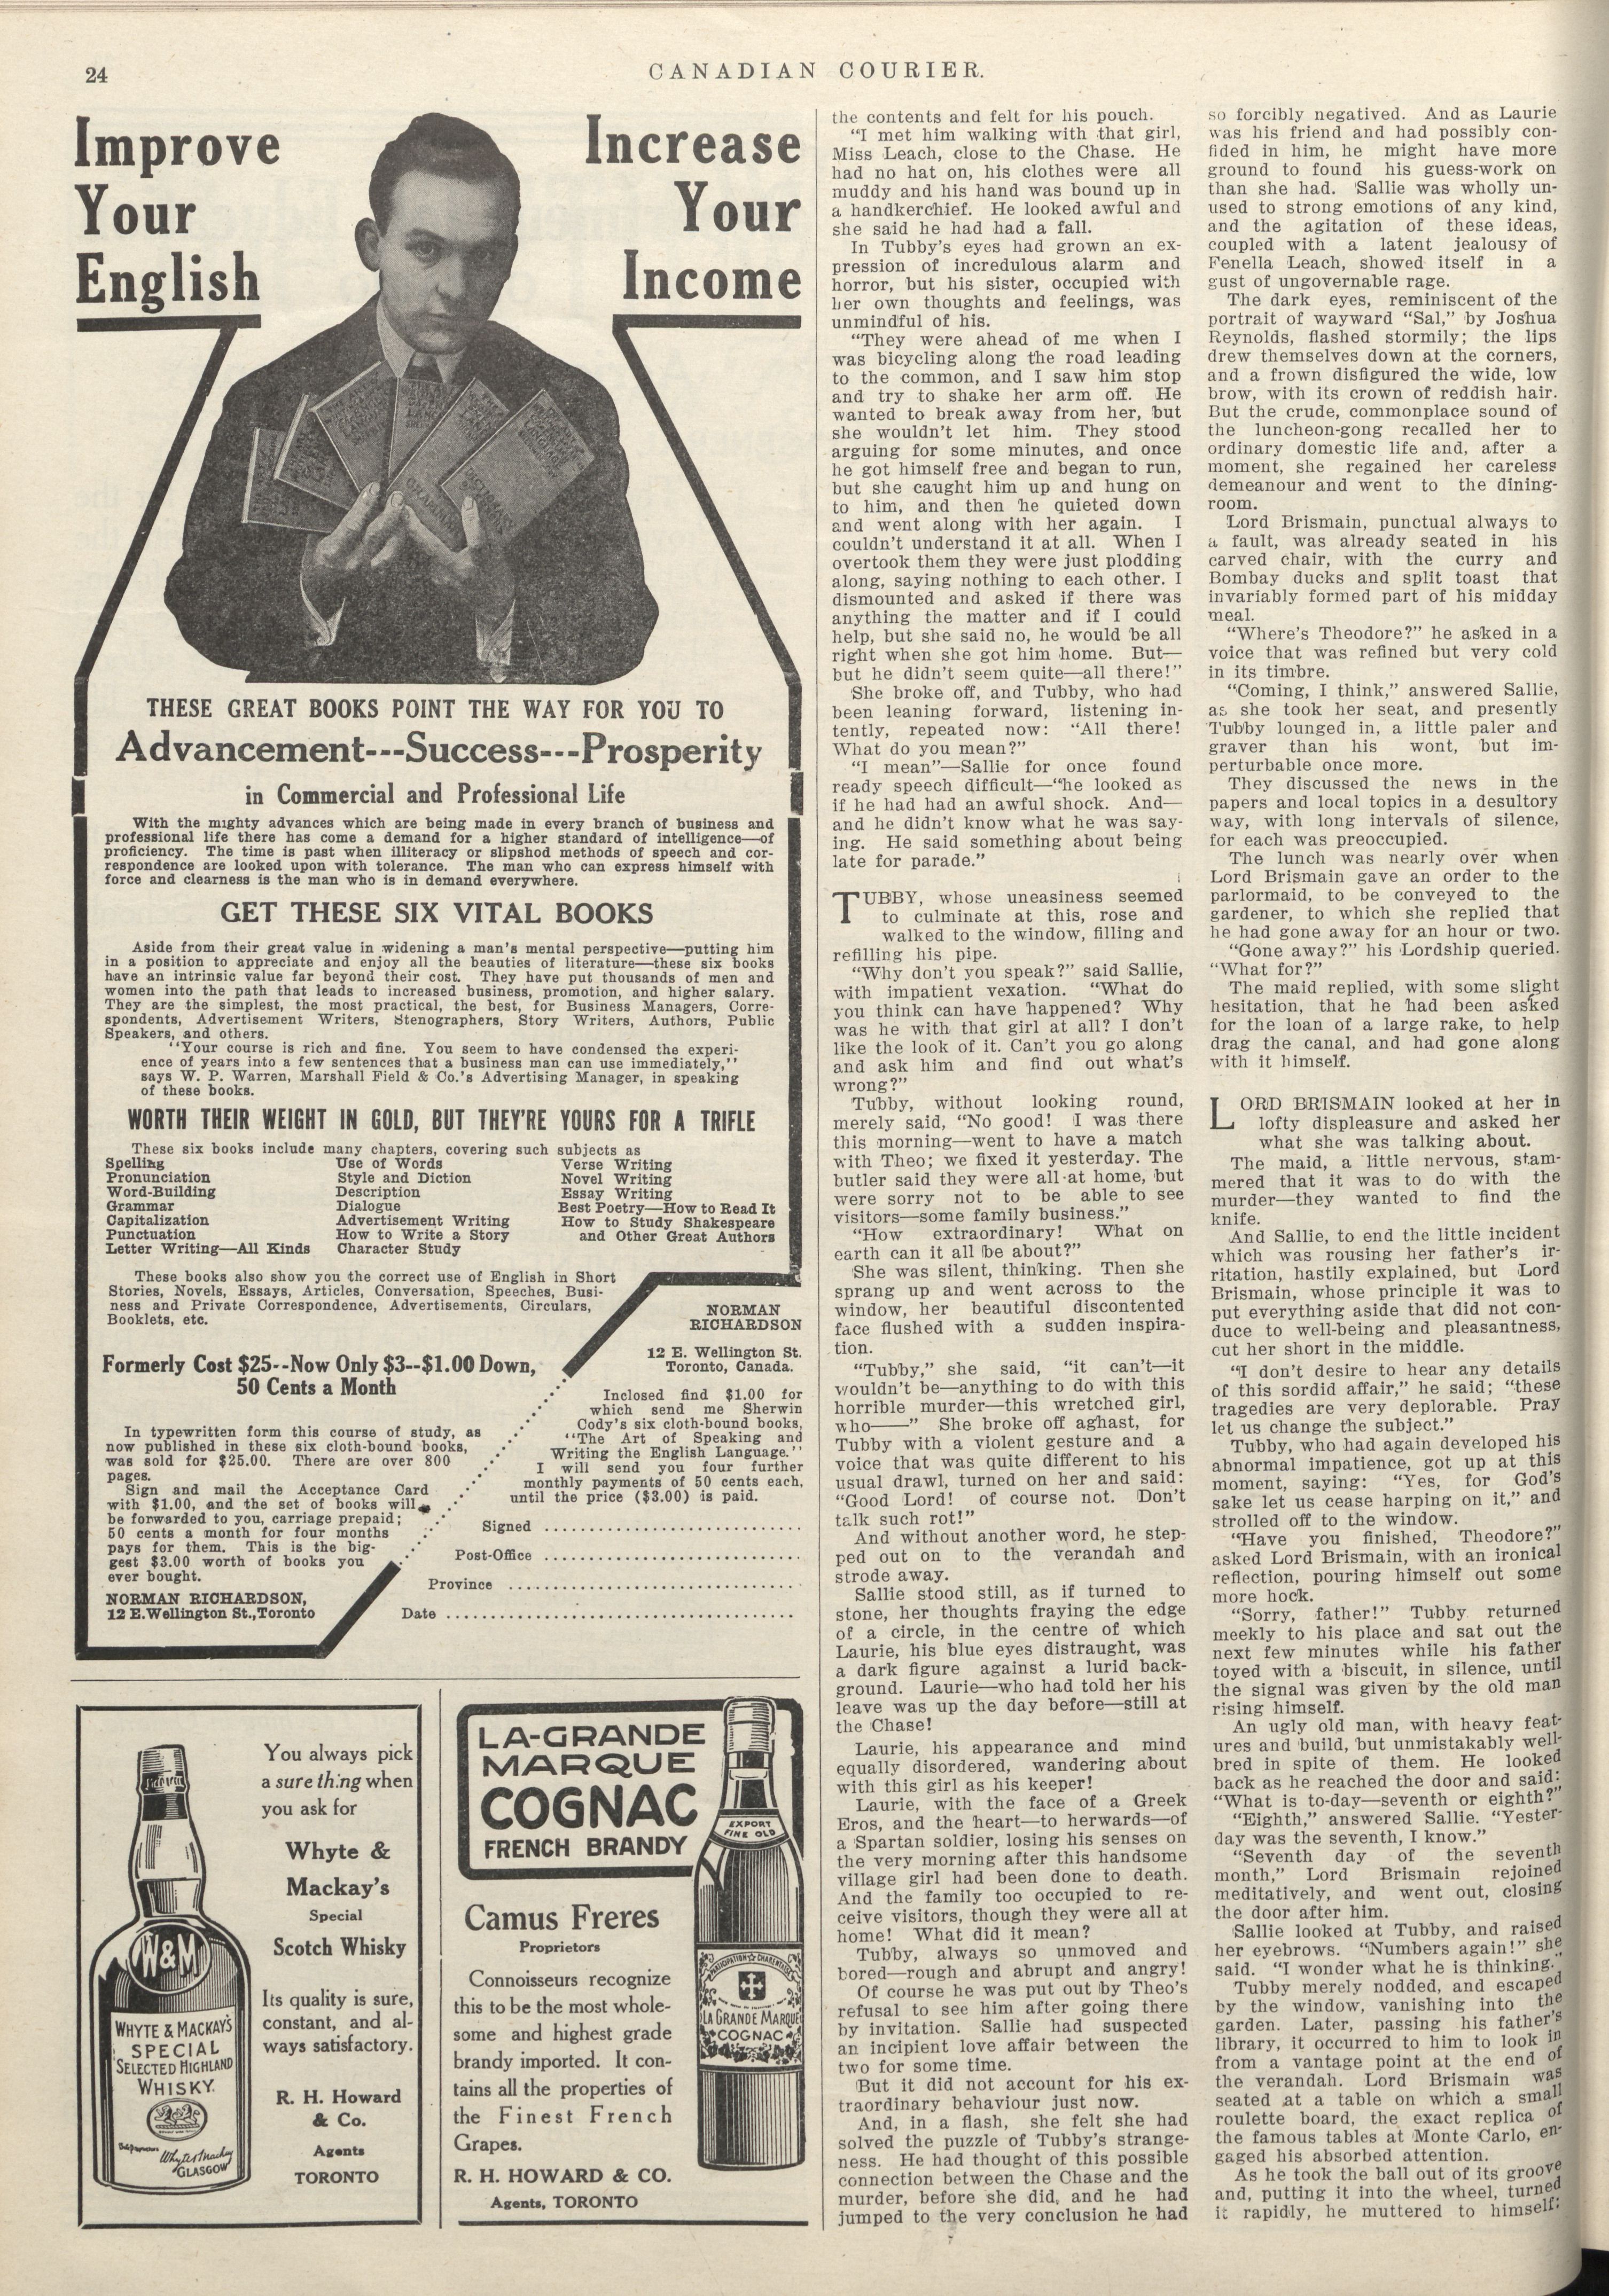 24
CANADIAN COURIER.
Improve
Your
English
Increase
Your
Income
THESE GREAT BOOKS POINT THE WAY FOR YOU TO
Advancement---Success---Prosperity
in Commercial and Professional Life
With the mighty advances which are being made in every branch of business and
professional life there has come a demand for a higher standard of intelligence—of
proficiency. The time is past when illiteracy or slipshod methods of speech and cor-
respondence are looked upon with tolerance. The man who can express himself with
force and clearness is the man who is in demand everywhere.
GET THESE SIX VITAL BOOKS
Aside from their great value in widening a man's mental perspective—putting him
in a position to appreciate and enjoy all the beauties of literature—these six books
have an intrinsic value far beyond their cost. They have put thousands of men and
women into the path that leads to increased business, promotion, and higher salary.
They are the simplest, the most practical, the best, for Business Managers, Corre-
spondents, Advertisement Writers, Stenographers, Story Writers, Authors, Public
Speakers, and others.
"Your course is rich and fine. You seem to have condensed the experi-
ence of years into a few sentences that a business man can use immediately,"
says W. P. Warren, Marshall Field & Co.'s Advertising Manager, in speaking
of these books.
WORTH THEIR WEIGHT IN GOLD, BUT THEY'RE YOURS FOR A TRIFLE
These six books include many chapters, covering such subjects as
Spelling
Pronunciation
Word-Building
Grammar
Capitalization
Punctuation
Letter Writing—All Kinds
Use of Words
Style and Diction
Description
Dialogue
Advertisement Writing
How to Write a Story
Character Study
Verse Writing
Novel Writing
Essay Writing
Best Poetry—How to Read It
How to Study Shakespeare
and Other Great Authors
These books also show you the correct use of English in Short
Stories, Novels, Essays, Articles, Conversation, Speeches, Busi-
ness and Private Correspondence, Advertisements, Circulars,
Booklets, etc.
Formerly Cost $25--Now Only $3--$1.00 Down,
50 Cents a Month
In typewritten form this course of study, as
now published in these six cloth-bound books,
was sold for $25.00. There are over 800
pages.
Sign and mail the Acceptance Card
with $1.00, and the set of books will
be forwarded to you, carriage prepaid;
50 cents a month for four months
pays for them. This is the big-
gest $3.00 worth of books you
ever bought.
NORMAN RICHARDSON,
12 E. Wellington St., Toronto
NORMAN
RICHARDSON
12 E. Wellington St.
Toronto, Canada.
Inclosed find $1.00 for
which send me Sherwin
Cody's six cloth-bound books,
"The Art of Speaking and
Writing the English Language."
I will send you four further
monthly payments of 50 cents each,
until the price ($3.00) is paid.
Signed
Post-Office
Province
Date
W&M
WHYTE & MACKAY'S
SPECIAL
SELECTED HIGHLAND
WHISKY.
Whyte & Mackay
GLASGOW
You always pick
a sure thing when
you ask for
Whyte &
Mackay's
Special
Scotch Whisky
Its quality is sure,
constant, and al-
ways satisfactory.
R. H. Howard
& Co.
Agents
TORONTO
LA-GRANDE
MARQUE
COGNAC
FRENCH BRANDY
EXPORT
FINE OLD
LA GRANDE MARQUE
COGNAC
Camus Freres
Proprietors
Connoisseurs recognize
this to be the most whole-
some and highest grade
brandy imported. It con-
tains all the properties of
the Finest French
Grapes.
R. H. HOWARD & CO.
Agents, TORONTO
the contents and felt for his pouch.
"I met him walking with that girl,
Miss Leach, close to the Chase. He
had no hat on, his clothes were all
muddy and his hand was bound up in
a handkerchief. He looked awful and
she said he had had a fall.
In Tubby's eyes had grown an ex-
pression of incredulous alarm and
horror, but his sister, occupied with
her own thoughts and feelings, was
unmindful of his.
"They were ahead of me when I
was bicycling along the road leading
to the common, and I saw him stop
and try to shake her arm off. He
wanted to break away from her, but
she wouldn't let him. They stood
arguing for some minutes, and once
he got himself free and began to run,
but she caught him up and hung on
to him, and then he quieted down
and went along with her again. I
couldn't understand it at all. When I
overtook them they were just plodding
along, saying nothing to each other. I
dismounted and asked if there was
anything the matter and if I could
help, but she said no, he would be all
right when she got him home. But—
but he didn't seem quite—all there!"
She broke off, and Tubby, who had
been leaning forward, listening in-
tently, repeated now: "All there!
What do you mean?"
"I mean"—Sallie for once found
ready speech difficult—"he looked as
if he had had an awful shock. And—
and he didn't know what he was say-
ing. He said something about being
late for parade."
TUBBY, whose uneasiness seemed
to culminate at this, rose and
walked to the window, filling and
refilling his pipe.
"Why don't you speak?" said Sallie,
with impatient vexation. "What do
you think can have happened? Why
was he with that girl at all? I don't
like the look of it. Can't you go along
and ask him and find out what's
wrong?"
Tubby, without looking round,
merely said, "No good! I was there
this morning—went to have a match
with Theo; we fixed it yesterday. The
butler said they were all at home, but
were sorry not to be able to see
visitors—some family business."
"How extraordinary! What on
earth can it all be about?"
She was silent, thinking. Then she
sprang up and went across to the
window, her beautiful discontented
face flushed with a sudden inspira-
tion.
"Tubby," she said, "it can't—it
wouldn't be—anything to do with this
horrible murder—this wretched girl,
who——" She broke off aghast, for
Tubby with a violent gesture and a
voice that was quite different to his
usual drawl, turned on her and said:
"Good Lord! of course not. Don't
talk such rot!"
And without another word, he step-
ped out on to the verandah and
strode away.
Sallie stood still, as if turned to
stone, her thoughts fraying the edge
of a circle, in the centre of which
Laurie, his blue eyes distraught, was
a dark figure against a lurid back-
ground. Laurie—who had told her his
leave was up the day before—still at
the Chase!
Laurie, his appearance and mind
equally disordered, wandering about
with this girl as his keeper!
Laurie, with the face of a Greek
Eros, and the heart—to herwards—of
a Spartan soldier, losing his senses on
the very morning after this handsome
village girl had been done to death.
And the family too occupied to re-
ceive visitors, though they were all at
home! What did it mean?
Tubby, always so unmoved and
bored—rough and abrupt and angry!
Of course he was put out by Theo's
refusal to see him after going there
by invitation. Sallie had suspected
an incipient love affair between the
two for some time.
But it did not account for his ex-
traordinary behaviour just now.
And, in a flash, she felt she had
solved the puzzle of Tubby's strange-
ness. He had thought of this possible
connection between the Chase and the
murder, before she did, and he had
jumped to the very conclusion he had
so forcibly negatived. And as Laurie
was his friend and had possibly con-
fided in him, he might have more
ground to found his guess-work on
than she had. Sallie was wholly un-
used to strong emotions of any kind,
and the agitation of these ideas,
coupled with a latent jealousy of
Fenella Leach, showed itself in a
gust of ungovernable rage.
The dark eyes, reminiscent of the
portrait of wayward "Sal," by Joshua
Reynolds, flashed stormily; the lips
drew themselves down at the corners,
and a frown disfigured the wide, low
brow, with its crown of reddish hair.
But the crude, commonplace sound of
the luncheon-gong recalled her to
ordinary domestic life and, after a
moment, she regained her careless
demeanour and went to the dining-
room.
Lord Brismain, punctual always to
a fault, was already seated in his
carved chair, with the curry and
Bombay ducks and split toast that
invariably formed part of his midday
meal.
"Where's Theodore?" he asked in a
voice that was refined but very cold
in its timbre.
"Coming, I think," answered Sallie,
as she took her seat, and presently
Tubby lounged in, a little paler and
graver than his wont, but im-
perturbable once more.
They discussed the news in the
papers and local topics in a desultory
way, with long intervals of silence,
for each was preoccupied.
The lunch was nearly over when
Lord Brismain gave an order to the
parlormaid, to be conveyed to the
gardener, to which she replied that
he had gone away for an hour or two.
"Gone away?" his Lordship queried.
"What for?"
The maid replied, with some slight
hesitation, that he had been asked
for the loan of a large rake, to help
drag the canal, and had gone along
with it himself.
LORD BRISMAIN looked at her in
lofty displeasure and asked her
what she was talking about.
The maid, a little nervous, stam-
mered that it was to do with the
murder—they wanted to find the
knife.
And Sallie, to end the little incident
which was rousing her father's ir-
ritation, hastily explained, but Lord
Brismain, whose principle it was to
put everything aside that did not con-
duce to well-being and pleasantness,
cut her short in the middle.
"I don't desire to hear any details
of this sordid affair," he said; "these
tragedies are very deplorable. Pray
let us change the subject."
Tubby, who had again developed his
abnormal impatience, got up at this
moment, saying: "Yes, for God's
sake let us cease harping on it," and
strolled off to the window.
"Have you finished, Theodore?"
asked Lord Brismain, with an ironical
reflection, pouring himself out some
more hock.
"Sorry, father!" Tubby returned
meekly to his place and sat out the
next few minutes while his father
toyed with a biscuit, in silence, until
the signal was given by the old man
rising himself.
An ugly old man, with heavy feat-
ures and build, but unmistakably well-
bred in spite of them. He looked
back as he reached the door and said:
"What is to-day—seventh or eighth?"
"Eighth," answered Sallie. "Yester-
day was the seventh, I know."
"Seventh day of the seventh
month," Lord Brismain rejoined
meditatively, and went out, closing
the door after him.
Sallie looked at Tubby, and raised
her eyebrows. "Numbers again!" she
said. "I wonder what he is thinking."
Tubby merely nodded, and escaped
by the window, vanishing into the
garden. Later, passing his father's
library, it occurred to him to look in
from a vantage point at the end of
the verandah. Lord Brismain was
seated at a table on which a small
roulette board, the exact replica of
the famous tables at Monte Carlo, en-
gaged his absorbed attention.
As he took the ball out of its groove
and, putting it into the wheel, turned
it rapidly, he muttered to himself: